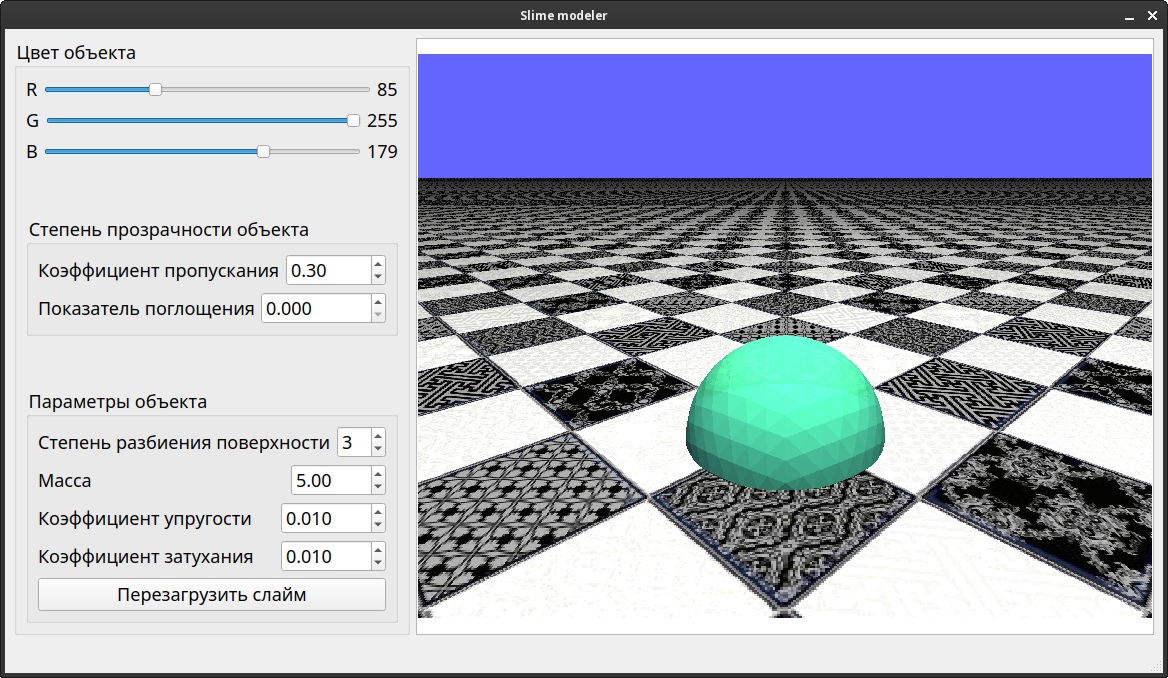 Slime modeler
Цвет объекта
R 85
G 255
B 179
Степень прозрачности объекта
Коэффициент пропускания 0.30
Показатель поглощения 0.000
Параметры объекта
Степень разбиения поверхности 3
Масса 5.00
Коэффициент упругости 0.010
Коэффициент затухания 0.010
Перезагрузить слайм